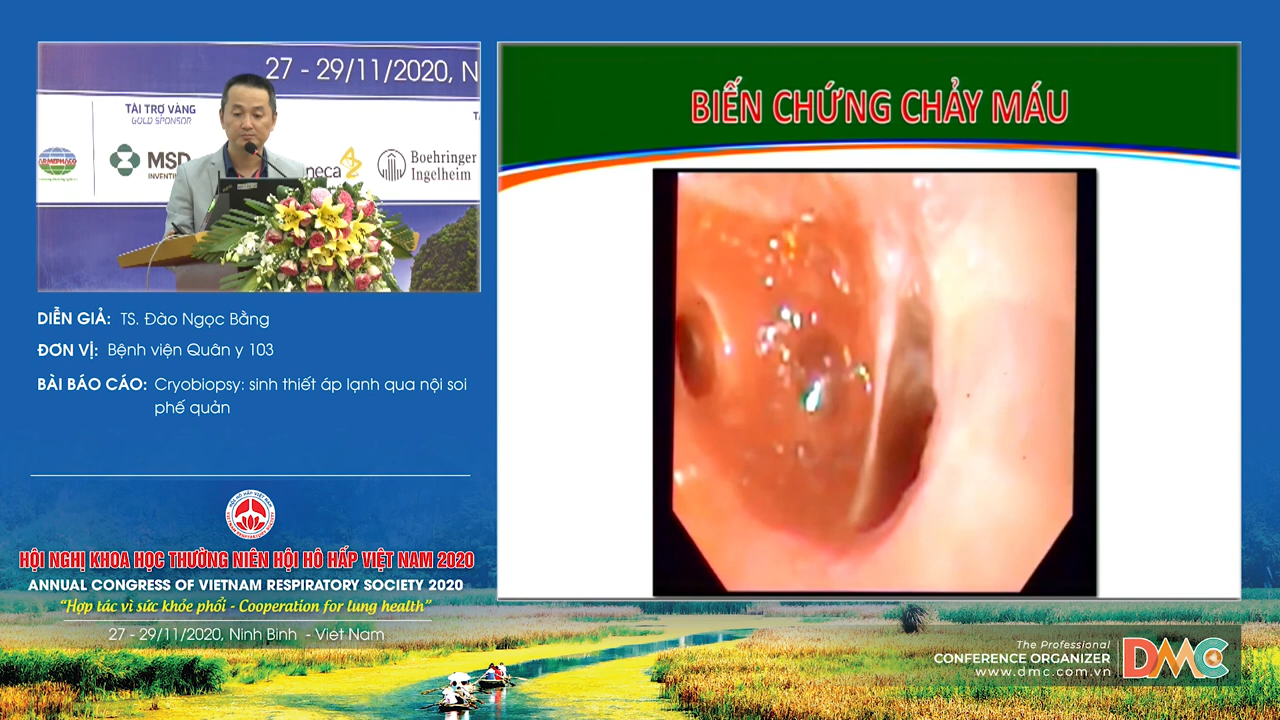 27 - 29/11/2020, N
TÀI TRỢ VÀNG
GOLD SPONSOR
ARMEPHACO
MSD
INVENTIN
neca
Boehringer
Ingelheim
DIỄN GIẢ: TS. Đào Ngọc Bằng
ĐƠN VỊ: Bệnh viện Quân y 103
BÀI BÁO CÁO: Cryobiopsy: sinh thiết áp lạnh qua nội soi
phế quản
HỘI NGHỊ KHOA HỌC THƯỜNG NIÊN HỘI HÔ HẤP VIỆT NAM 2020
ANNUAL CONGRESS OF VIETNAM RESPIRATORY SOCIETY 2020
“Hợp tác vì sức khỏe phổi - Cooperation for lung health”
27 - 29/11/2020, Ninh Bình - Viet Nam
BIẾN CHỨNG CHẢY MÁU
The Professional
CONFERENCE ORGANIZER
www.dmc.com.vn
DMC